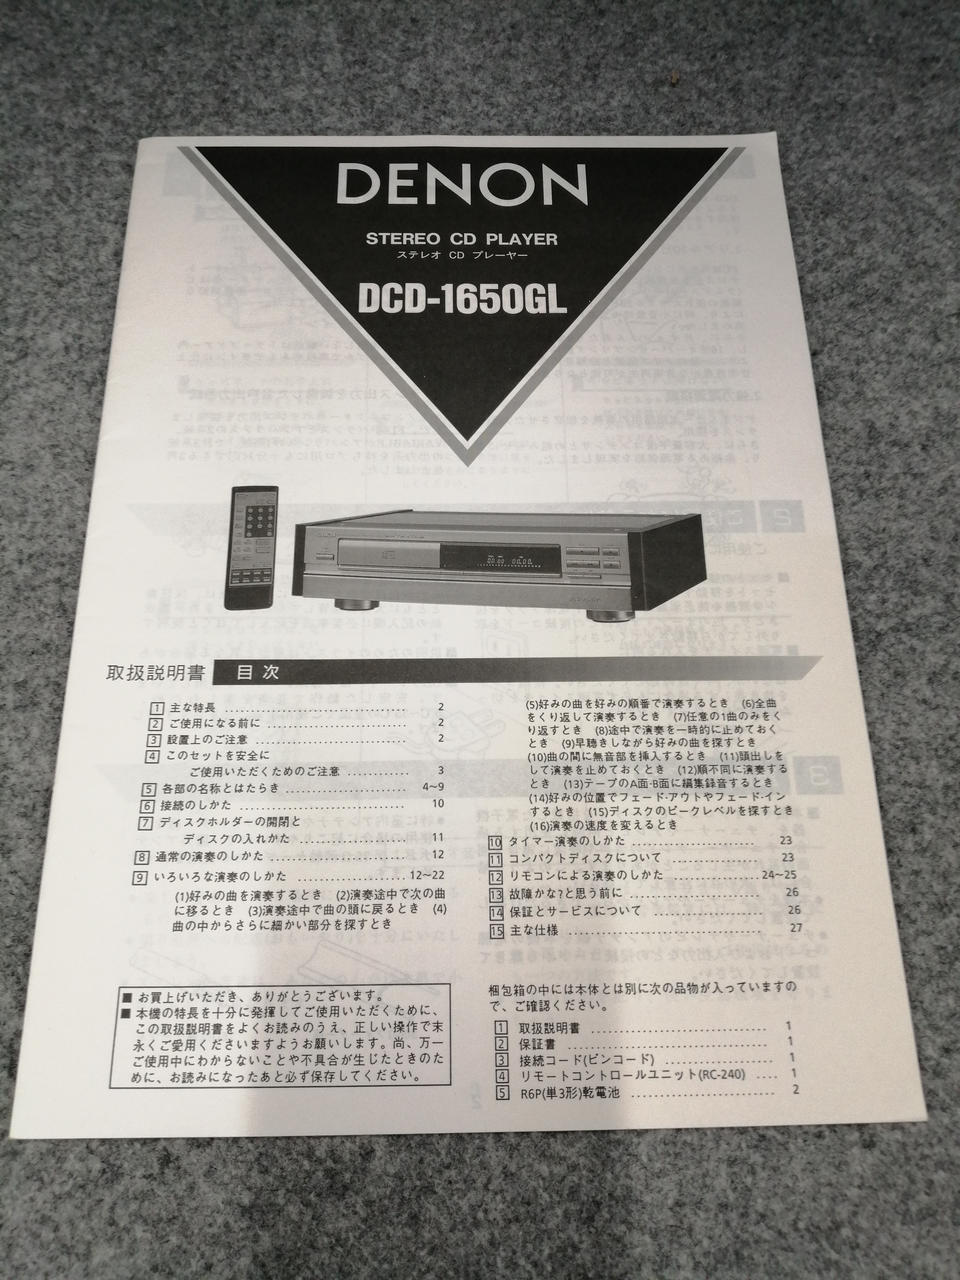 DENON
STEREO CD PLAYER
ステレオ CD プレーヤー
DCD-1650GL
取扱説明書
目次
1 主な特長 2
2 ご使用になる前に 2
3 設置上のご注意 2
4 このセットを安全に
ご使用いただくためのご注意 3
5 各部の名称とはたらき 4~9
6 接続のしかた 10
7 ディスクホルダーの開閉と
ディスクの入れかた 11
8 通常の演奏のしかた 12
9 いろいろな演奏のしかた 12~22
(1)好みの曲を演奏するとき (2)演奏途中で次の曲
に移るとき (3)演奏途中で曲の頭に戻るとき (4)
曲の中からさらに細かい部分を探すとき
(5)好みの曲を好みの順番で演奏するとき (6)全曲
をくり返して演奏するとき (7)任意の1曲のみをく
り返すとき (8)途中で演奏を一時的に止めておく
とき (9)早聴きしながら好みの曲を探すとき
(10)曲の間に無音部を挿入するとき (11)頭出しを
して演奏を止めておくとき (12)順不同に演奏する
とき (13)テープのA面·B面に編集録音するとき
(14)好みの位置でフェード·アウトやフェード·イン
するとき (15)ディスクのピークレベルを探すとき
(16)演奏の速度を変えるとき
10 タイマー演奏のしかた 23
11 コンパクトディスクについて 23
12 リモコンによる演奏のしかた 24~25
13 故障かな?と思う前に 26
14 保証とサービスについて 26
15 主な仕様 27
■ お買上げいただき、ありがとうございます。
■ 本機の特長を十分に発揮してご使用いただくために、
この取扱説明書をよくお読みのうえ、正しい操作で末
永くご愛用くださいますようお願いします。尚、万一
ご使用中にわからないことや不具合が生じたときのた
めに、お読みになったあと必ず保存してください。
梱包箱の中には本体とは別に次の品物が入っていますの
で、ご確認ください。
1 取扱説明書 1
2 保証書 1
3 接続コード(ピンコード) 1
4 リモートコントロールユニット(RC-240) 1
5 R6P(単3形)乾電池 2